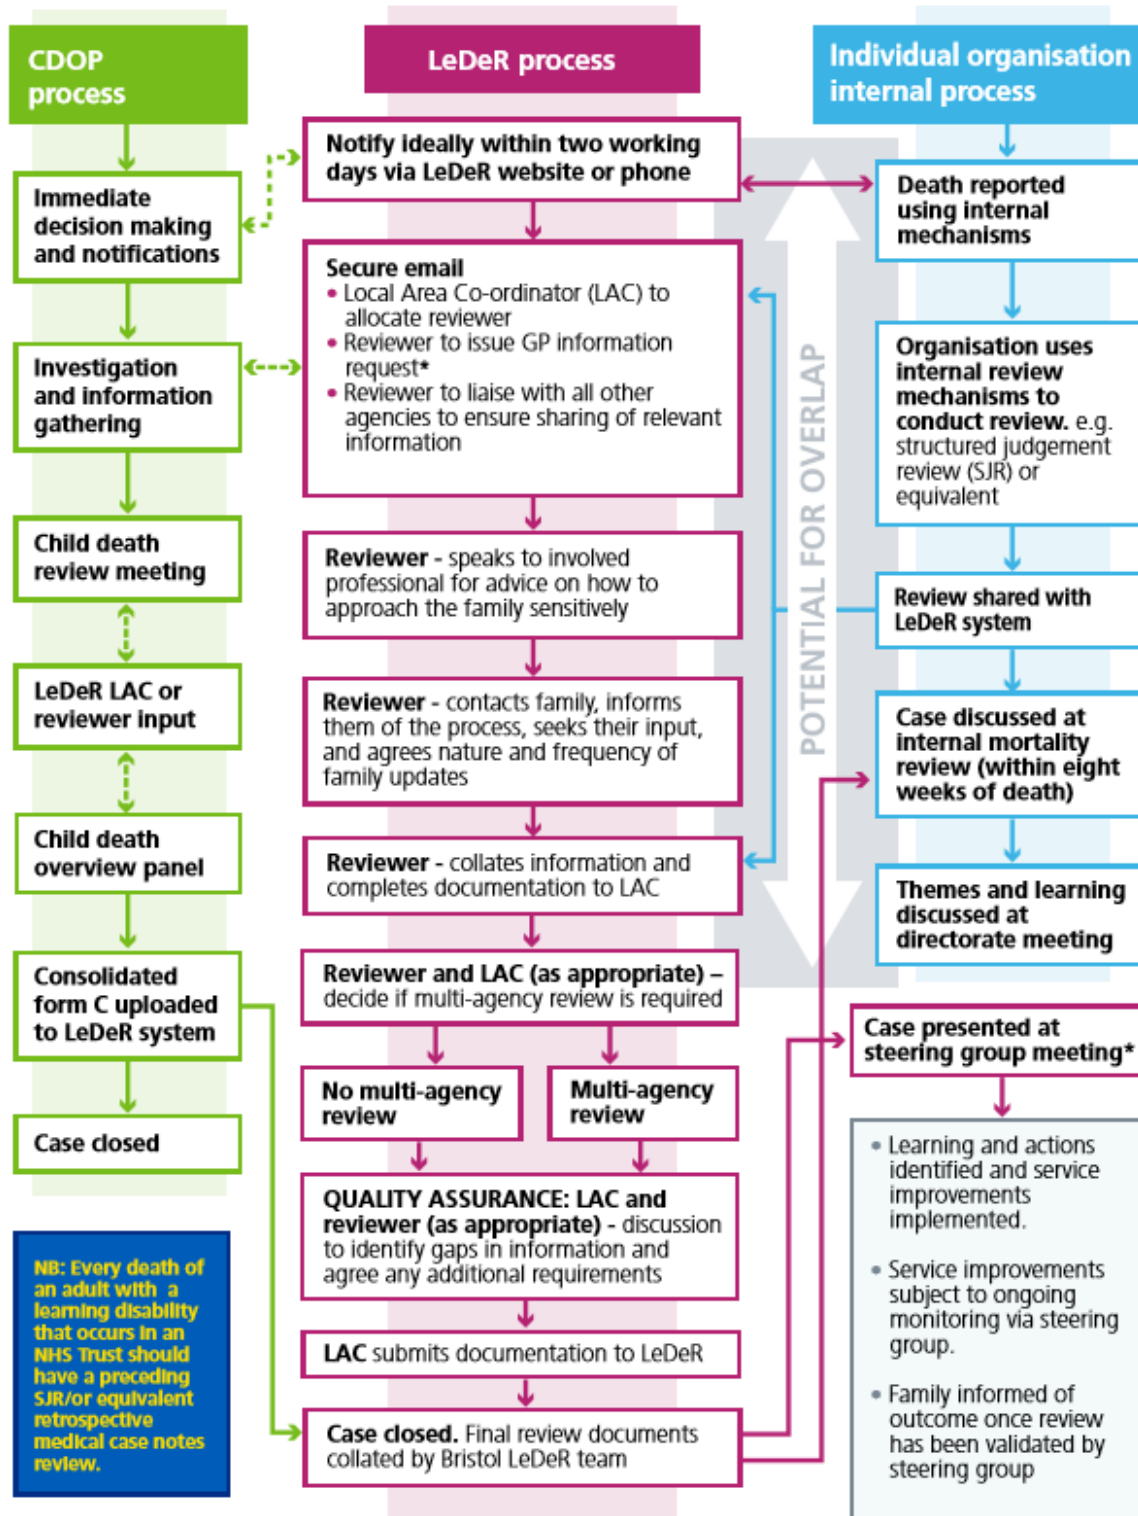 CDOP
process
Immediate
decision making
and notifications
Investigation
and information
gathering
Child death
review meeting
LeDeR LAC or
reviewer input
Child death
overview panel
Consolidated
form C uploaded
to LeDeR system
Case closed
NB: Every death of
an adult with a
learning disability
that occurs in an
NHS Trust should
have a preceding
SJR/or equivalent
retrospective
medical case notes
review.
LeDeR process
Notify ideally within two working
days via LeDeR website or phone
Secure email
• Local Area Co-ordinator (LAC) to
allocate reviewer
• Reviewer to issue GP information
request*
• Reviewer to liaise with all other
agencies to ensure sharing of relevant
information
Reviewer - speaks to involved
professional for advice on how to
approach the family sensitively
Reviewer - contacts family, informs
them of the process, seeks their input,
and agrees nature and frequency of
family updates
Reviewer - collates information and
completes documentation to LAC
Reviewer and LAC (as appropriate) –
decide if multi-agency review is required
No multi-agency
review
Multi-agency
review
QUALITY ASSURANCE: LAC and
reviewer (as appropriate) - discussion
to identify gaps in information and
agree any additional requirements
LAC submits documentation to LeDeR
Case closed. Final review documents
collated by Bristol LeDeR team
POTENTIAL FOR OVERLAP
Individual organisation
internal process
Death reported
using internal
mechanisms
Organisation uses
internal review
mechanisms to
conduct review. e.g.
structured judgement
review (SJR) or
equivalent
Review shared with
LeDeR system
Case discussed at
internal mortality
review (within eight
weeks of death)
Themes and learning
discussed at
directorate meeting
Case presented at
steering group meeting*
• Learning and actions
identified and service
improvements
implemented.
• Service improvements
subject to ongoing
monitoring via steering
group.
• Family informed of
outcome once review
has been validated by
steering group